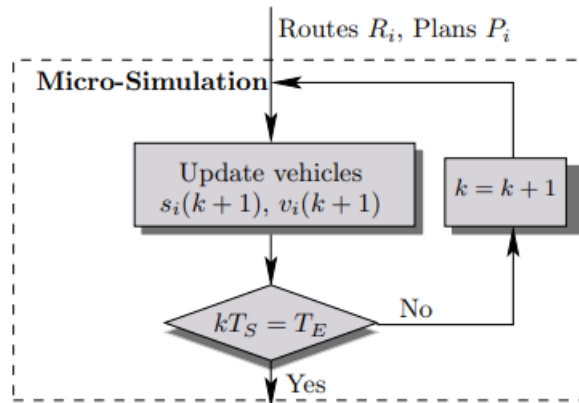 Routes $R_i$, Plans $P_i$
Micro-Simulation
Update vehicles
$s_i(k+1)$, $v_i(k+1)$
$k = k + 1$
$kT_S = T_E$
No
Yes